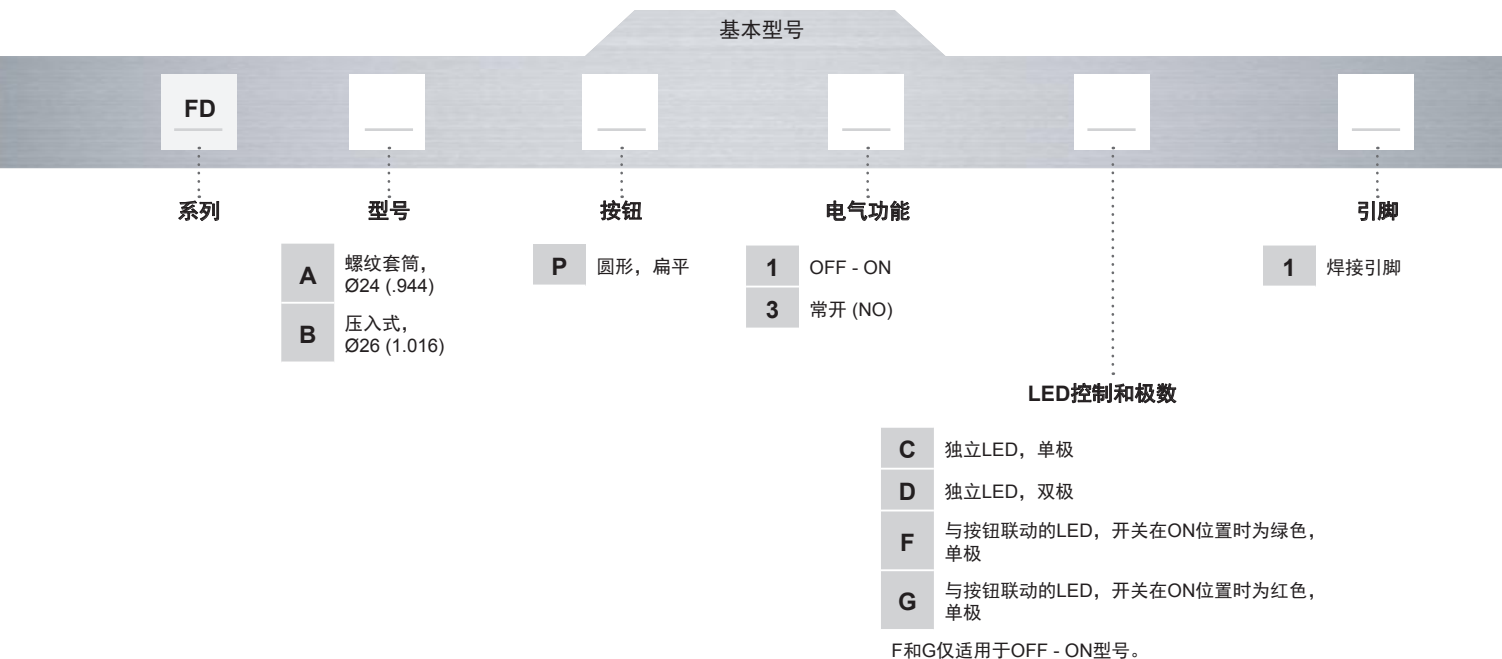 基本型号
FD
系列
型号
按钮
电气功能
引脚
A
螺纹套筒,
Ø24 (.944)
B
压入式,
Ø26 (1.016)
P
圆形，扁平
1
OFF - ON
3
常开 (NO)
1
焊接引脚
LED控制和极数
C
独立LED，单极
D
独立LED，双极
F
与按钮联动的LED，开关在ON位置时为绿色，
单极
G
与按钮联动的LED，开关在ON位置时为红色，
单极
F和G仅适用于OFF - ON型号。